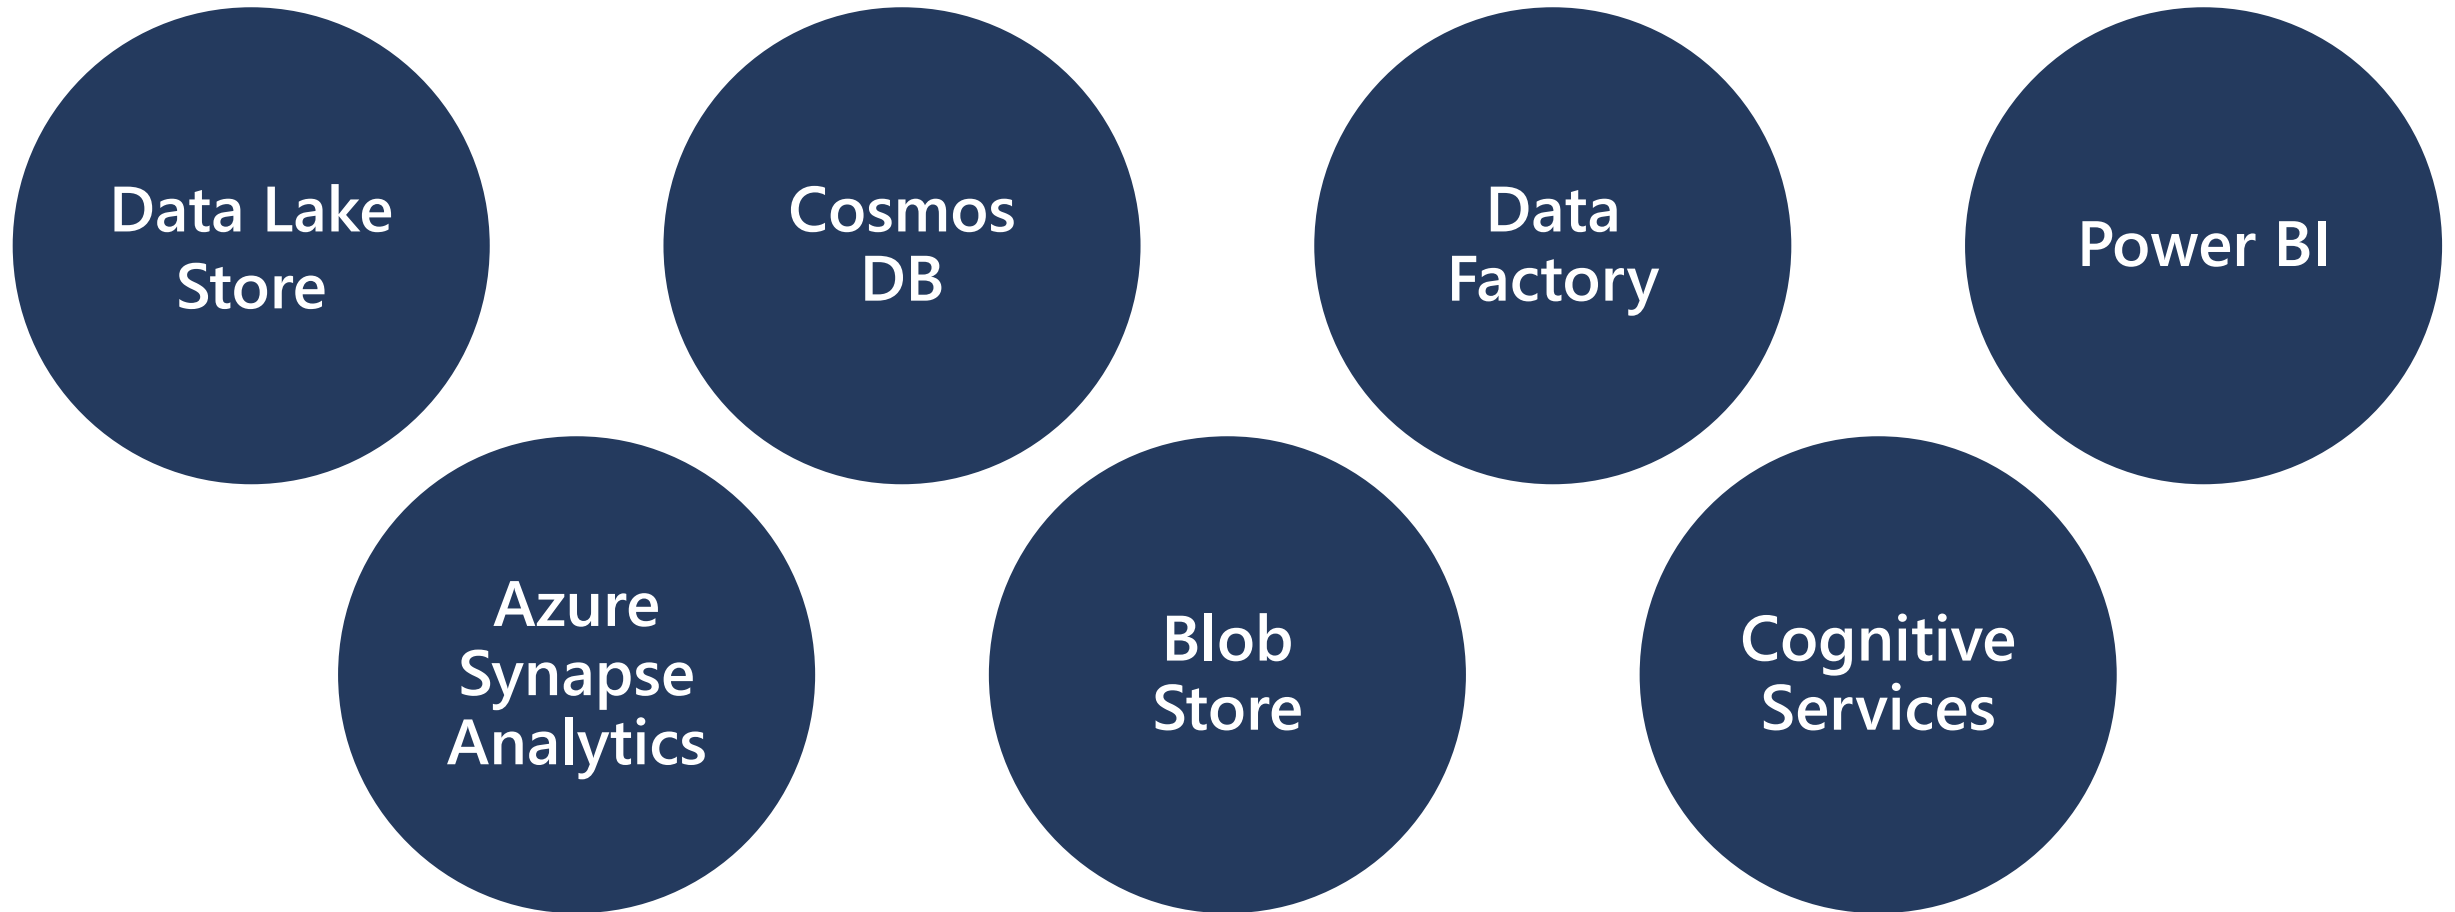 Data Lake
Store
Cosmos
DB
Data
Factory
Power BI
Azure
Synapse
Analytics
Blob
Store
Cognitive
Services